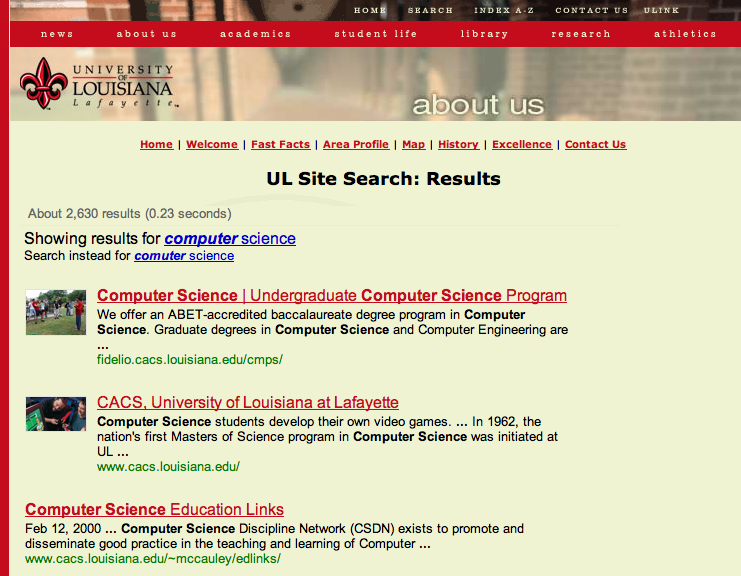 HOME SEARCH INDEX A-Z CONTACT US ULINK
news about us academics student life library research athletics
UNIVERSITY
OF
LOUISIANA
Lafayette™
about us
Home | Welcome | Fast Facts | Area Profile | Map | History | Excellence | Contact Us
UL Site Search: Results
About 2,630 results (0.23 seconds)
Showing results for computer science
Search instead for comuter science
Computer Science | Undergraduate Computer Science Program
We offer an ABET-accredited baccalaureate degree program in Computer
Science. Graduate degrees in Computer Science and Computer Engineering are
...
fidelio.cacs.louisiana.edu/cmps/
CACS, University of Louisiana at Lafayette
Computer Science students develop their own video games. ... In 1962, the
nation's first Masters of Science program in Computer Science was initiated at
UL ...
www.cacs.louisiana.edu/
Computer Science Education Links
Feb 12, 2000 ... Computer Science Discipline Network (CSDN) exists to promote and
disseminate good practice in the teaching and learning of Computer ...
www.cacs.louisiana.edu/~mccauley/edlinks/